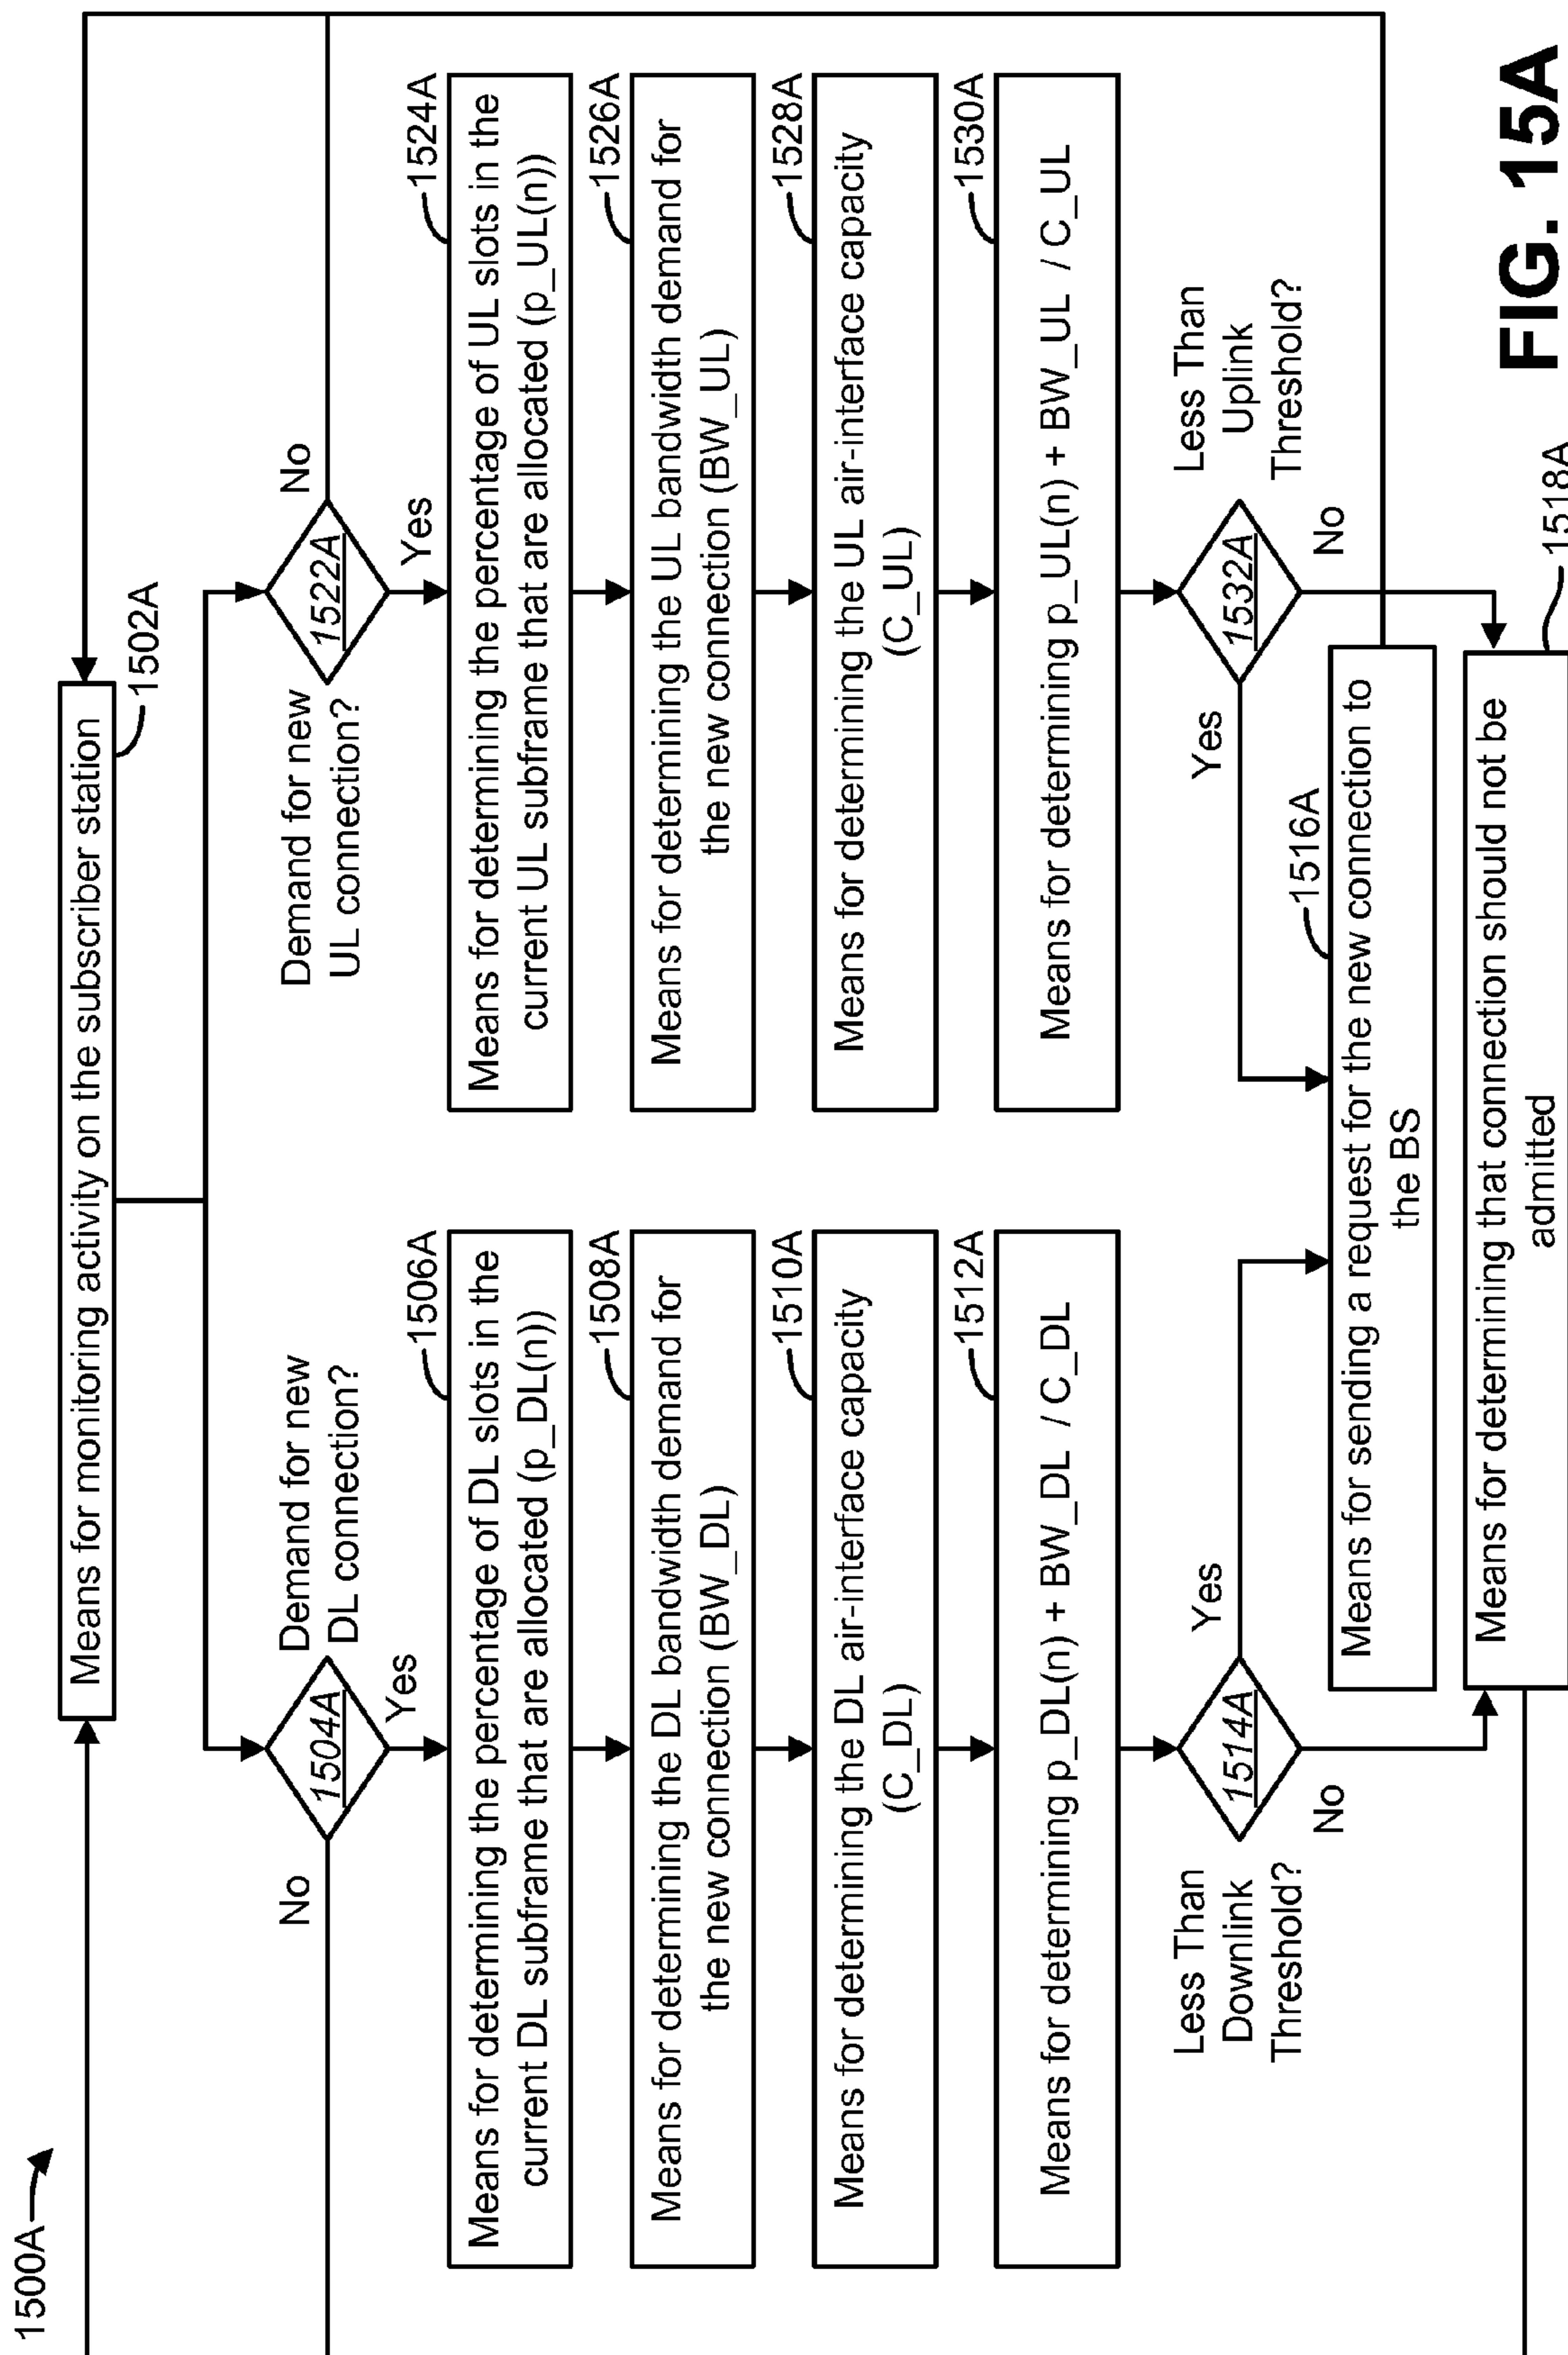 1500A
Means for monitoring activity on the subscriber station
1502A
Demand for new
DL connection?
No
1504A
Yes
1506A
Means for determining the percentage of DL slots in the
current DL subframe that are allocated (p_DL(n))
1508A
Means for determining the DL bandwidth demand for
the new connection (BW_DL)
1510A
Means for determining the DL air-interface capacity
(C_DL)
1512A
Means for determining p_DL(n) + BW_DL / C_DL
Less Than
Downlink
Threshold?
1514A
Yes
No
Demand for new
UL connection?
1522A
No
Yes
1524A
Means for determining the percentage of UL slots in the
current UL subframe that are allocated (p_UL(n))
1526A
Means for determining the UL bandwidth demand for
the new connection (BW_UL)
1528A
Means for determining the UL air-interface capacity
(C_UL)
1530A
Means for determining p_UL(n) + BW_UL / C_UL
Less Than
Uplink
Threshold?
1532A
Yes
No
1516A
Means for sending a request for the new connection to
the BS
1518A
Means for determining that connection should not be
admitted
FIG. 15A